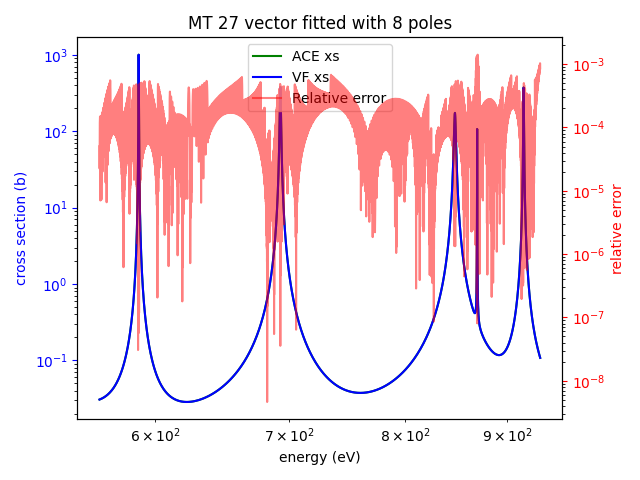 MT 27 vector fitted with 8 poles
ACE xs
VF xs
Relative error
cross section (b)
10³
10²
10¹
10⁰
10⁻¹
10⁻³
10⁻⁴
10⁻⁵
10⁻⁶
10⁻⁷
10⁻⁸
relative error
6 × 10² 7 × 10² 8 × 10² 9 × 10²
energy (eV)